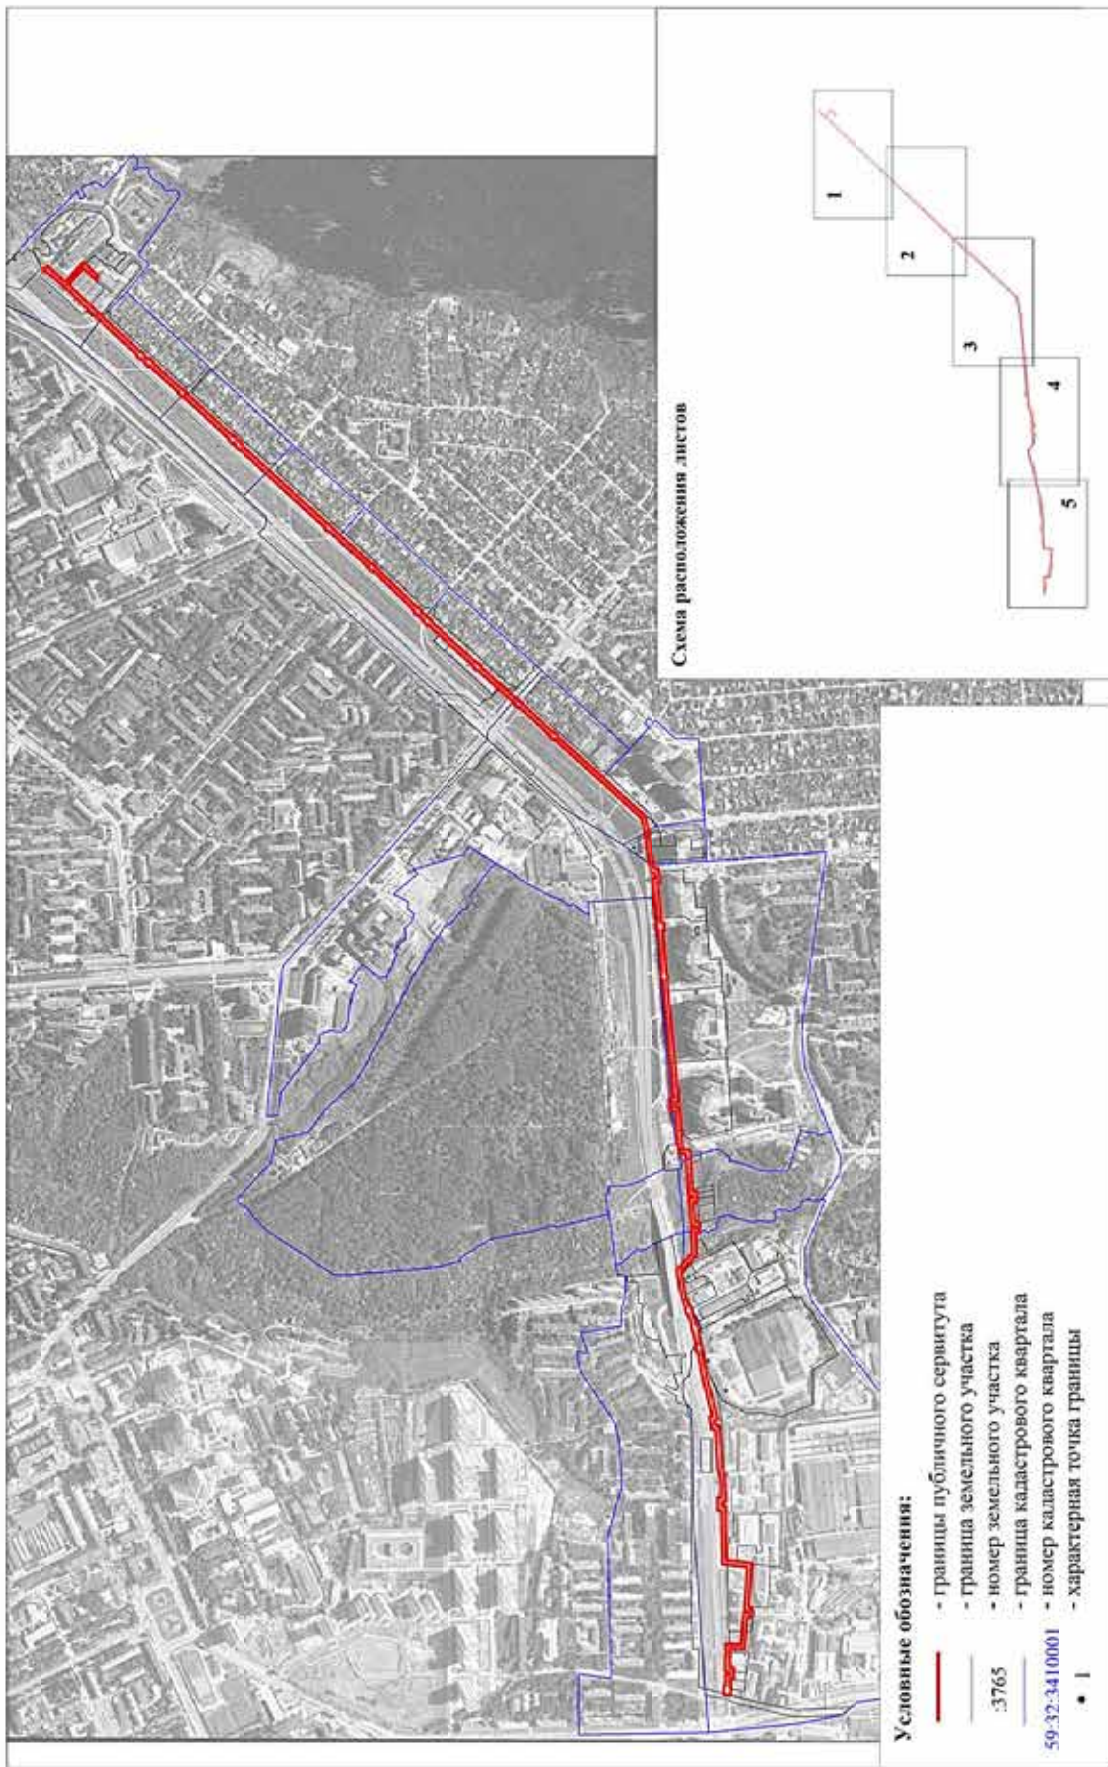 Условные обозначения:
- границы публичного сервитута
- граница земельного участка
:3765 - номер земельного участка
- граница кадастрового квартала
59:32:3410001 - номер кадастрового квартала
• 1 - характерная точка границы
Схема расположения листов
1
2
3
4
5